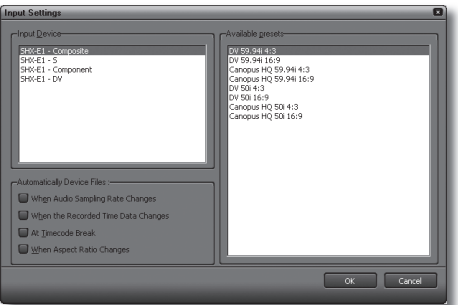 Input Settings
Input Device
SHX-E1 - Composite
SHX-E1 - S
SHX-E1 - Component
SHX-E1 - DV
Automatically Device Files :
When Audio Sampling Rate Changes
When the Recorded Time Data Changes
At Timecode Break
When Aspect Ratio Changes
Available presets
DV 59.94i 4:3
DV 59.94i 16:9
Canopus HQ 59.94i 4:3
Canopus HQ 59.94i 16:9
DV 50i 4:3
DV 50i 16:9
Canopus HQ 50i 4:3
Canopus HQ 50i 16:9
OK
Cancel